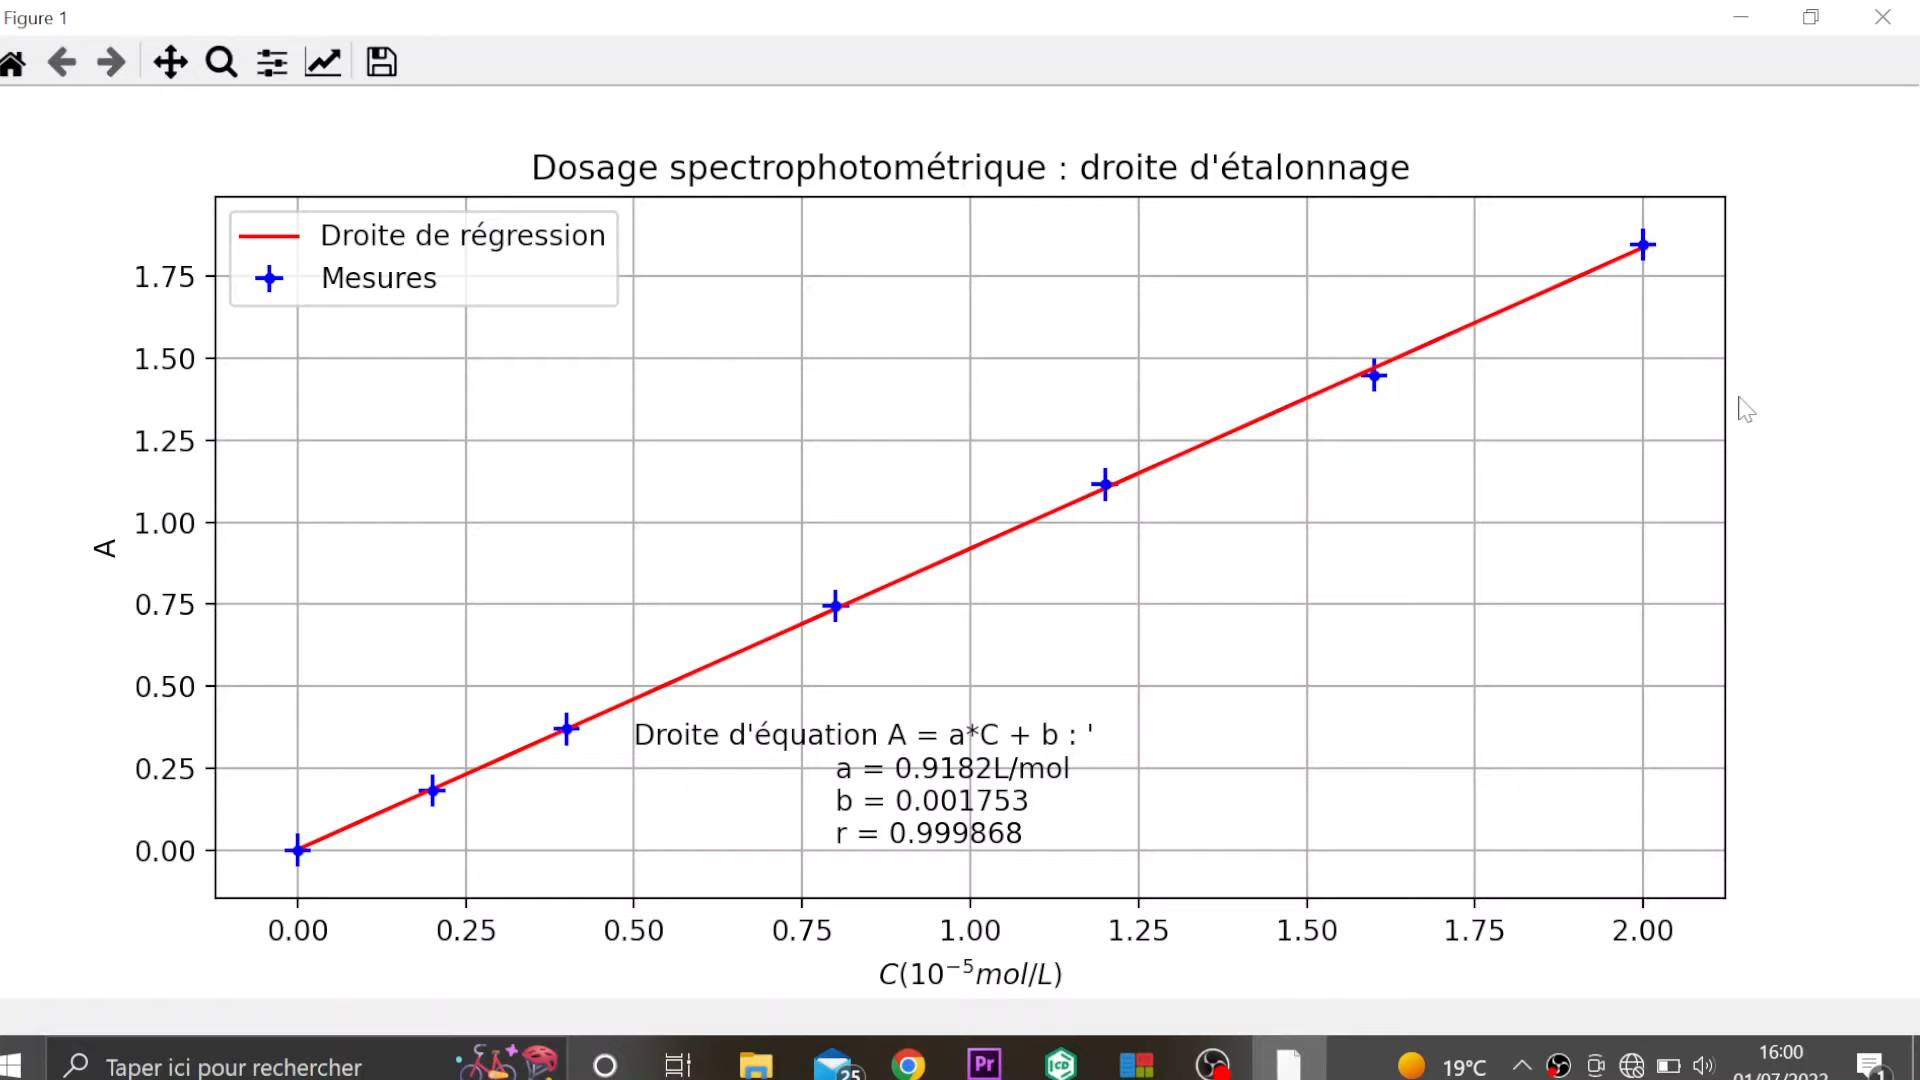 Figure 1
Dosage spectrophotométrique : droite d'étalonnage
Droite de régression
Mesures
1.75
1.50
1.25
1.00
0.75
0.50
0.25
0.00
A
Droite d'équation A = a*C + b : '
a = 0.9182L/mol
b = 0.001753
r = 0.999868
0.00 0.25 0.50 0.75 1.00 1.25 1.50 1.75 2.00
C(10⁻⁵mol/L)
Taper ici pour rechercher
25
Pr
19°C
16:00
1